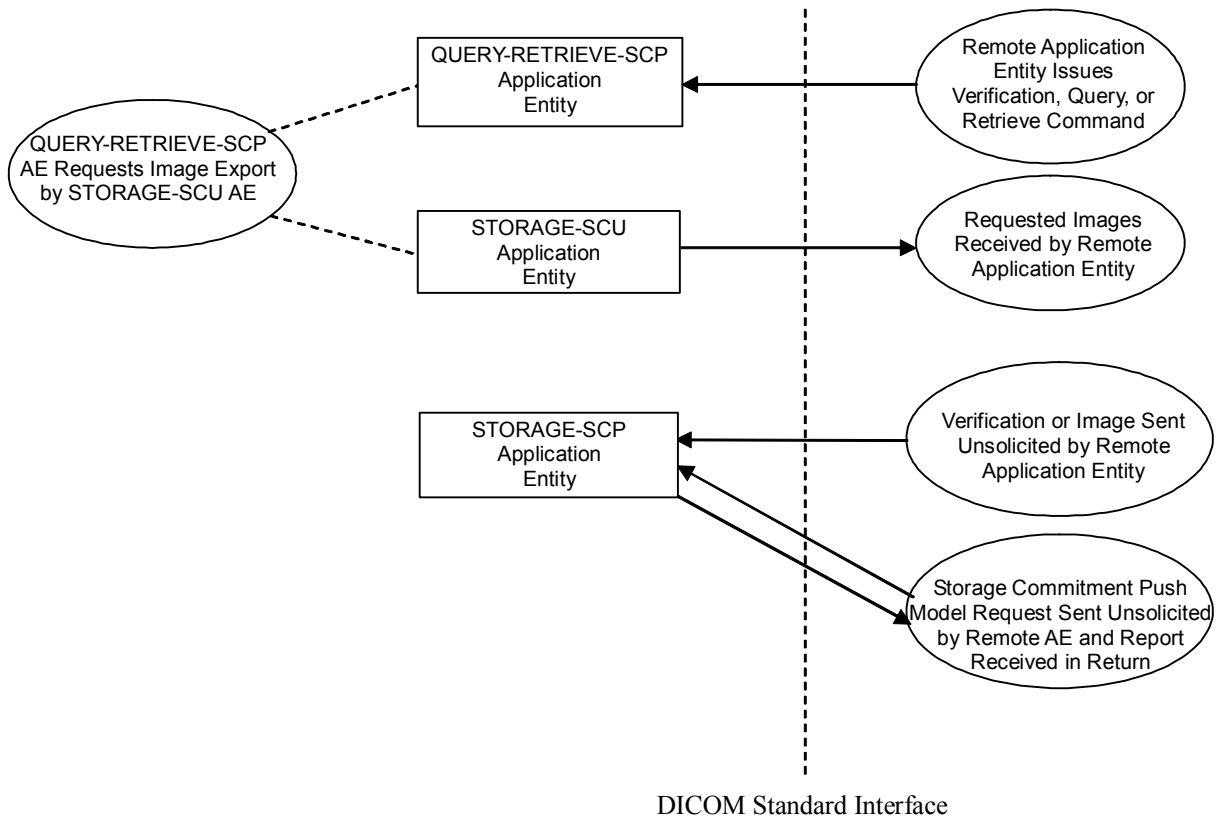 QUERY-RETRIEVE-SCP
AE Requests Image Export
by STORAGE-SCU AE
QUERY-RETRIEVE-SCP
Application
Entity
Remote Application
Entity Issues
Verification, Query, or
Retrieve Command
STORAGE-SCU
Application
Entity
Requested Images
Received by Remote
Application Entity
STORAGE-SCP
Application
Entity
Verification or Image Sent
Unsolicited by Remote
Application Entity
Storage Commitment Push
Model Request Sent Unsolicited
by Remote AE and Report
Received in Return
DICOM Standard Interface